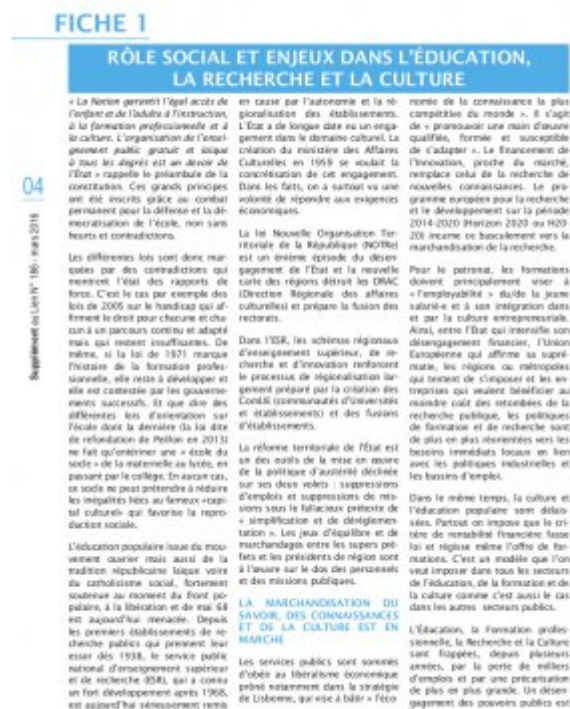 FICHE 1
RÔLE SOCIAL ET ENJEUX DANS L'ÉDUCATION,
LA RECHERCHE ET LA CULTURE
04
Supplément au Lien N° 186 - mars 2016
« La Nation garantit l'égal accès de
l'enfant et de l'adulte à l'instruction,
à la formation professionnelle et à
la culture. L'organisation de l'ensei-
gnement public gratuit et laïque
à tous les degrés est un devoir de
l'État » rappelle le préambule de la
constitution. Ces grands principes
ont été inscrits grâce au combat
permanent pour la défense et la dé-
mocratisation de l'école, non sans
heurts et contradictions.
Les différentes lois sont donc mar-
quées par des contradictions qui
montrent l'état des rapports de
force. C'est le cas par exemple des
lois de 2005 sur le handicap qui af-
firment le droit pour chacune et cha-
cun à un parcours continu et adapté
mais qui restent insuffisantes. De
même, si la loi de 1971 marque
l'histoire de la formation profes-
sionnelle, elle reste à développer et
elle est contestée par les gouverne-
ments successifs. Et que dire des
différentes lois d'orientation sur
l'école dont la dernière (la loi dite
de refondation de Peillon en 2013)
ne fait qu'entériner une « école du
socle » de la maternelle au lycée, en
passant par le collège. En aucun cas,
ce socle ne peut prétendre à réduire
les inégalités liées au fameux «capi-
tal culturel» qui favorise la repro-
duction sociale.
L'éducation populaire issue du mou-
vement ouvrier mais aussi de la
tradition républicaine laïque voire
du catholicisme social, fortement
soutenue au moment du front po-
pulaire, à la libération et de mai 68
est aujourd'hui menacée. Depuis
les premiers établissements de re-
cherche publics qui prennent leur
essor dès 1938, le service public
national d'enseignement supérieur
et de recherche (ESR), qui a connu
un fort développement après 1968,
est aujourd'hui sérieusement remis
en cause par l'autonomie et la ré-
gionalisation des établissements.
L'État a de longue date eu un enga-
gement dans le domaine culturel. La
création du ministère des Affaires
Culturelles en 1959 se voulait la
concrétisation de cet engagement.
Dans les faits, on a surtout vu une
volonté de répondre aux exigences
économiques.
La loi Nouvelle Organisation Ter-
ritoriale de la République (NOTRe)
est un énième épisode du désen-
gagement de l'État et la nouvelle
carte des régions détruit les DRAC
(Direction Régionale des affaires
culturelles) et prépare la fusion des
rectorats.
Dans l'ESR, les schémas régionaux
d'enseignement supérieur, de re-
cherche et d'innovation renforcent
le processus de régionalisation lar-
gement préparé par la création des
ComUE (communautés d'Universités
et établissements) et des fusions
d'établissements.
La réforme territoriale de l'État est
un des outils de la mise en œuvre
de la politique d'austérité déclinée
sur ses deux volets : suppressions
d'emplois et suppressions de mis-
sions sous le fallacieux prétexte de
« simplification et de déréglemen-
tation ». Les jeux d'équilibre et de
marchandages entre les supers pré-
fets et les présidents de région sont
à l'œuvre sur le dos des personnels
et des missions publiques.
LA MARCHANDISATION DU
SAVOIR, DES CONNAISSANCES
ET DE LA CULTURE EST EN
MARCHE
Les services publics sont sommés
d'obéir au libéralisme économique
prôné notamment dans la stratégie
de Lisbonne, qui vise à bâtir « l'éco-
nomie de la connaissance la plus
compétitive du monde ». Il s'agit
de « promouvoir une main d'œuvre
qualifiée, formée et susceptible
de s'adapter ». Le financement de
l'innovation, proche du marché,
remplace celui de la recherche de
nouvelles connaissances. Le pro-
gramme européen pour la recherche
et le développement sur la période
2014-2020 (Horizon 2020 ou H20-
20) incarne ce basculement vers la
marchandisation de la recherche.
Pour le patronat, les formations
doivent principalement viser à
« l'employabilité » du/de la jeune
salarié-e et à son intégration dans
et par la culture entrepreneuriale.
Ainsi, entre l'État qui intensifie son
désengagement financier, l'Union
Européenne qui affirme sa supré-
matie, les régions ou métropoles
qui tentent de s'imposer et les en-
treprises qui veulent bénéficier au
moindre coût des retombées de la
recherche publique, les politiques
de formation et de recherche sont
de plus en plus réorientées vers les
besoins immédiats locaux en lien
avec les politiques industrielles et
les bassins d'emploi.
Dans le même temps, la culture et
l'éducation populaire sont délais-
sées. Partout on impose que le cri-
tère de rentabilité financière fasse
loi et régisse même l'offre de for-
mations. C'est un modèle que l'on
veut imposer dans tous les secteurs
de l'éducation, de la formation et de
la culture comme c'est aussi le cas
dans les autres secteurs publics.
L'Éducation, la Formation profes-
sionnelle, la Recherche et la Culture
sont frappées, depuis plusieurs
années, par la perte de milliers
d'emplois et par une précarisation
de plus en plus grande. Un désen-
gagement des pouvoirs publics est